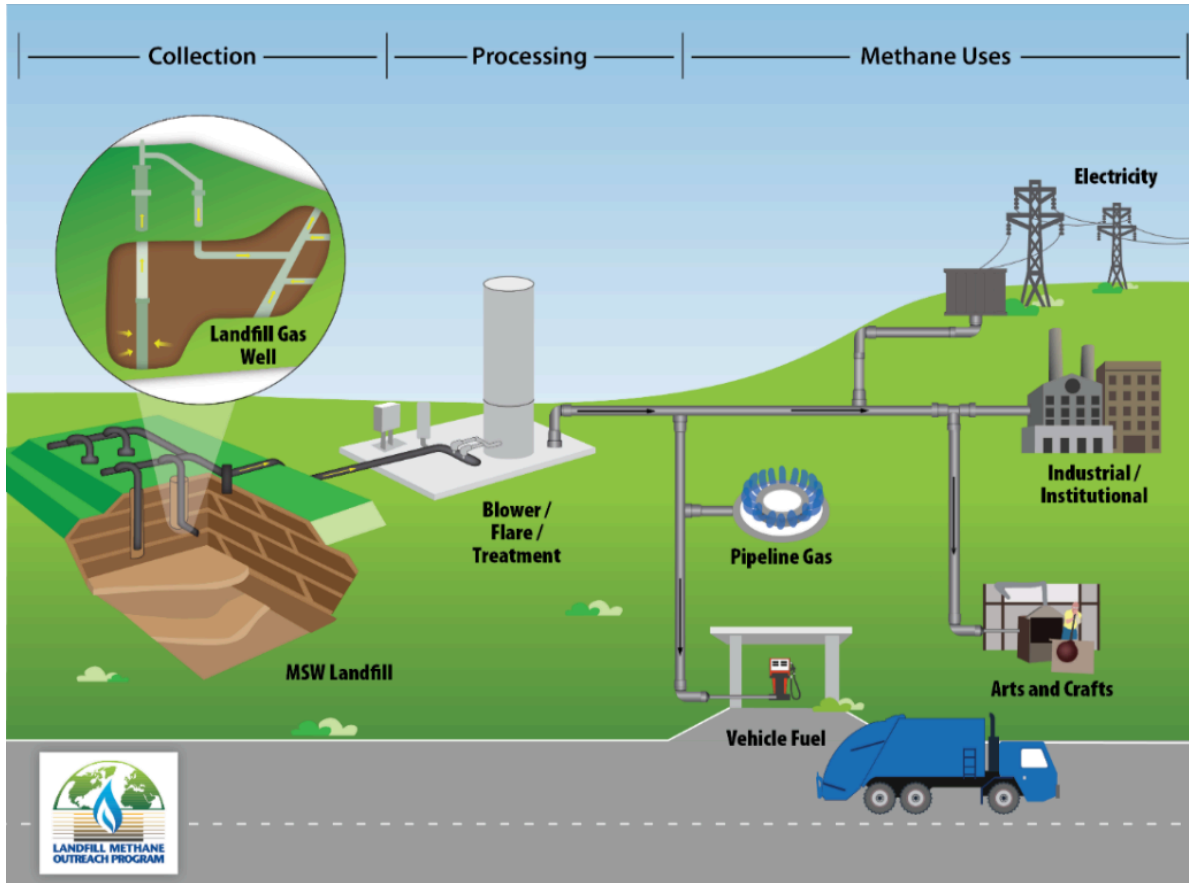 Collection
Processing
Methane Uses
Landfill Gas
Well
Electricity
Blower /
Flare /
Treatment
Pipeline Gas
Industrial /
Institutional
MSW Landfill
Arts and Crafts
Vehicle Fuel
LANDFILL METHANE
OUTREACH PROGRAM